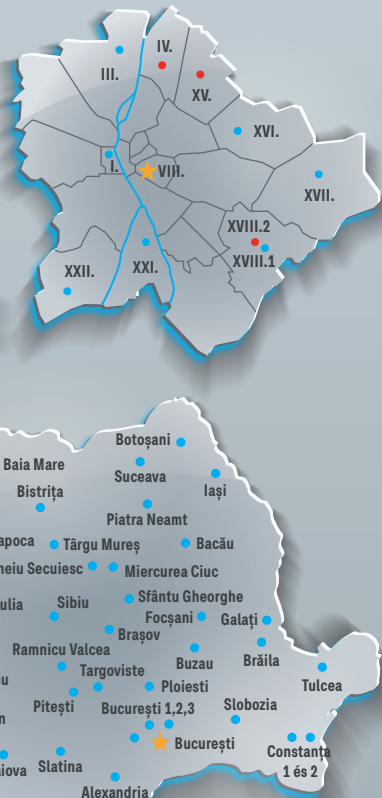 IV.
III.
XV.
XVI.
I.
VIII.
XVII.
XVIII.2
XVIII.1
XXII.
XXI.
Botoșani
Baia Mare
Suceava
Bistrița
Iași
Piatra Neamt
apoca
Târgu Mureș
Bacău
heiu Secuiesc
Miercurea Ciuc
ulia
Sibiu
Sfântu Gheorghe
Focșani
Galați
Brașov
Ramnicu Valcea
Buzau
Brăila
Targoviste
Ploiesti
Tulcea
Pitești
București 1,2,3
Slobozia
București
Constanța
1 és 2
iova
Slatina
Alexandria